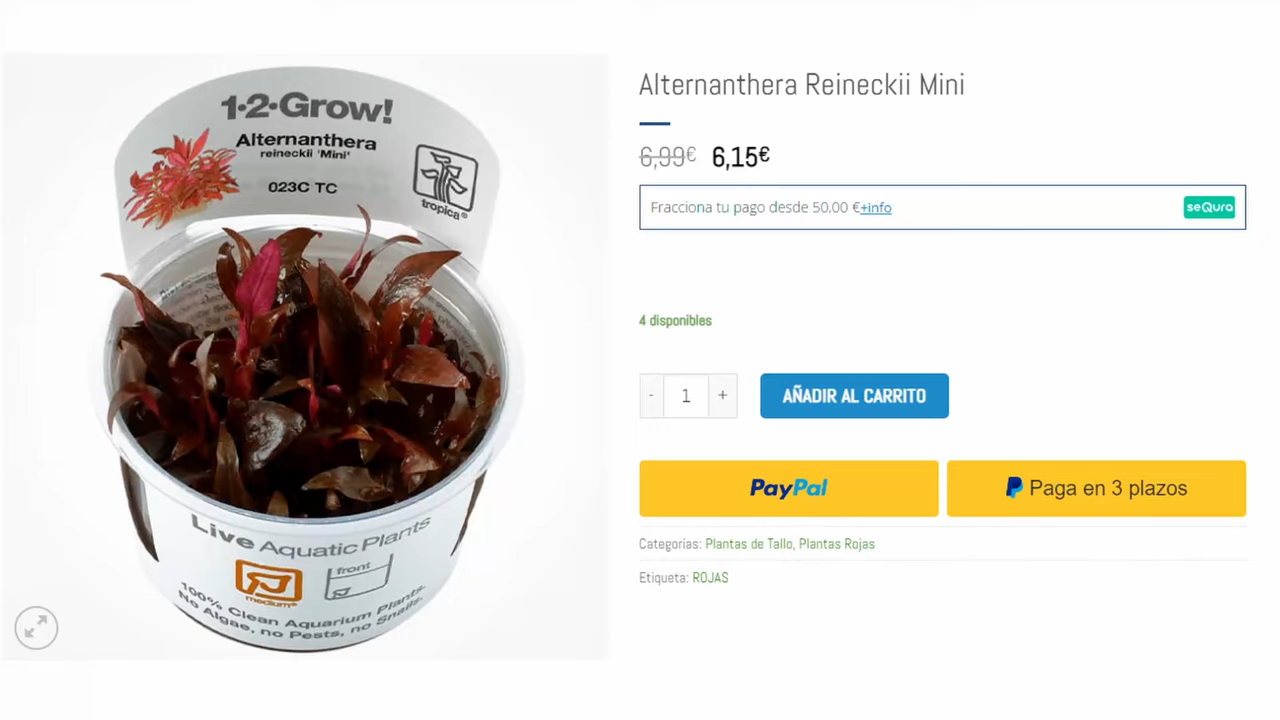 1·2·Grow!
Alternanthera
reineckii 'Mini'
023C TC
tropica®
Live Aquatic Plants
medium®
front
100% Clean Aquarium Plants.
No Algae, no Pests, no Snails.
Alternanthera Reineckii Mini
6,99€ 6,15€
Fracciona tu pago desde 50,00 €+info
seQura
4 disponibles
- 1 +
AÑADIR AL CARRITO
PayPal
Paga en 3 plazos
Categorías: Plantas de Tallo, Plantas Rojas
Etiqueta: ROJAS